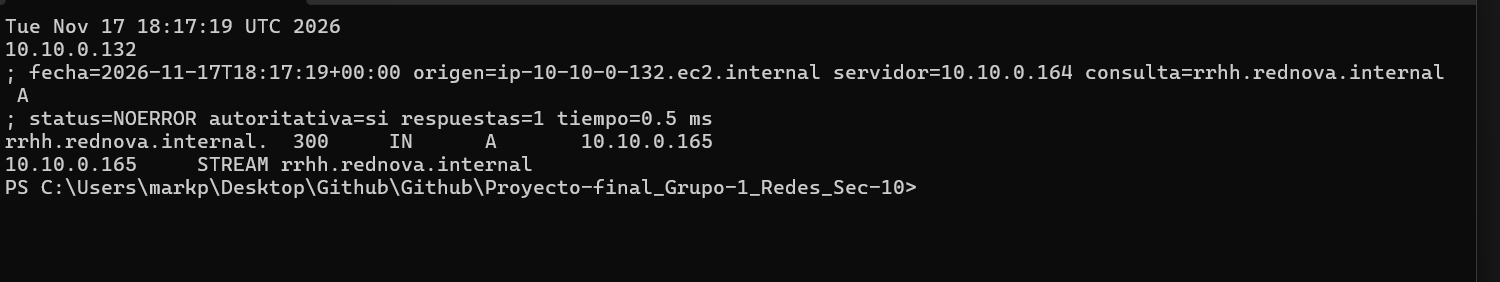 Tue Nov 17 18:17:19 UTC 2026
10.10.0.132
; fecha=2026-11-17T18:17:19+00:00 origen=ip-10-10-0-132.ec2.internal servidor=10.10.0.164 consulta=rrhh.rednova.internal
 A
; status=NOERROR autoritativa=si respuestas=1 tiempo=0.5 ms
rrhh.rednova.internal.  300     IN      A       10.10.0.165
10.10.0.165     STREAM rrhh.rednova.internal
PS C:\Users\markp\Desktop\Github\Github\Proyecto-final_Grupo-1_Redes_Sec-10>